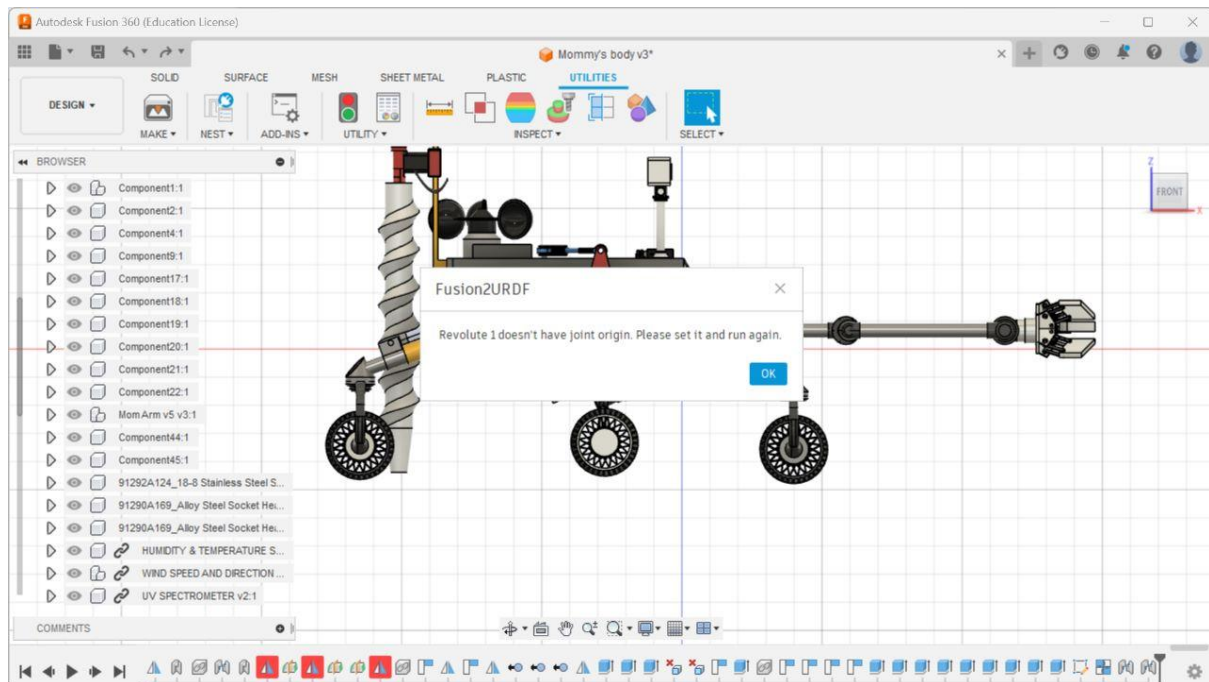 Autodesk Fusion 360 (Education License)
Mommy's body v3*
SOLID SURFACE MESH SHEET METAL PLASTIC UTILITIES
DESIGN
MAKE NEST ADD-INS UTILITY INSPECT SELECT
BROWSER
Component1:1
Component2:1
Component4:1
Component9:1
Component17:1
Component18:1
Component19:1
Component20:1
Component21:1
Component22:1
Mom Arm v5 v3:1
Component44:1
Component45:1
91292A124_18-8 Stainless Steel S...
91290A169_Alloy Steel Socket Hea...
91290A169_Alloy Steel Socket Hea...
HUMIDITY & TEMPERATURE S...
WIND SPEED AND DIRECTION ...
UV SPECTROMETER v2:1
COMMENTS
Z
FRONT
X
Fusion2URDF
Revolute 1 doesn't have joint origin. Please set it and run again.
OK